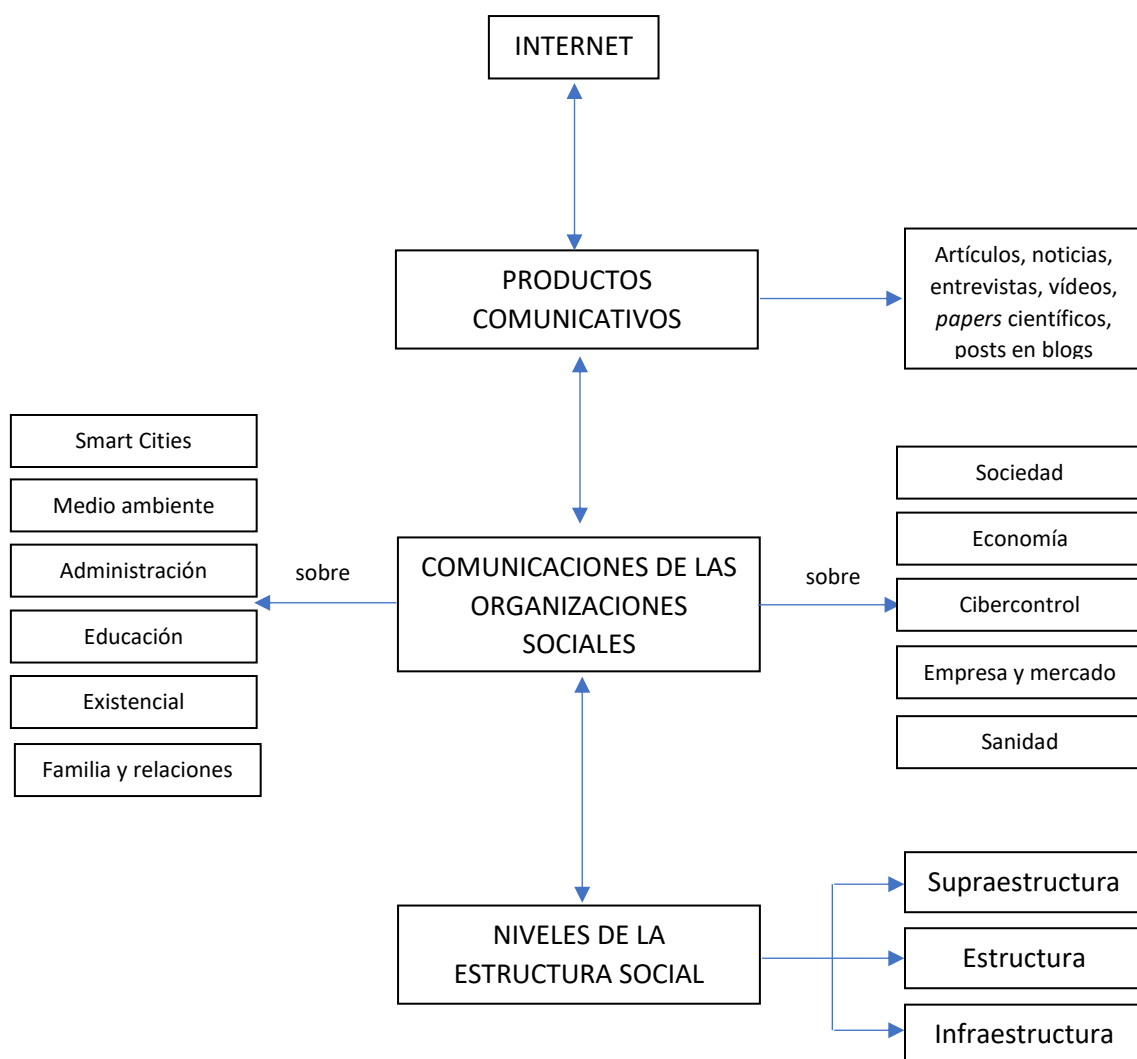 INTERNET
PRODUCTOS
COMUNICATIVOS
Artículos, noticias,
entrevistas, vídeos,
papers científicos,
posts en blogs
Smart Cities
Medio ambiente
Administración
Educación
Existencial
Familia y relaciones
sobre
COMUNICACIONES DE LAS
ORGANIZACIONES
SOCIALES
sobre
Sociedad
Economía
Cibercontrol
Empresa y mercado
Sanidad
NIVELES DE LA
ESTRUCTURA SOCIAL
Supraestructura
Estructura
Infraestructura